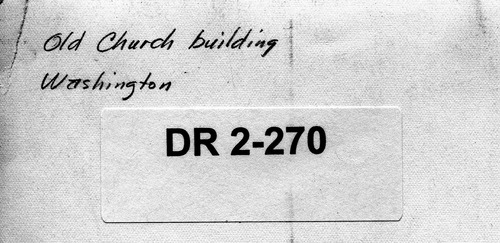 Old Church building
Washington
DR 2-270